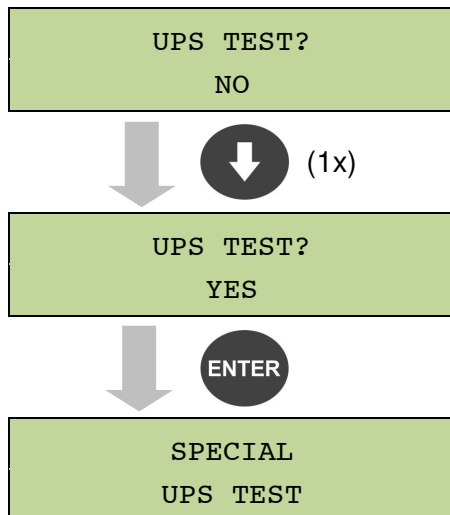 UPS TEST?
NO
(1x)
UPS TEST?
YES
ENTER
SPECIAL
UPS TEST